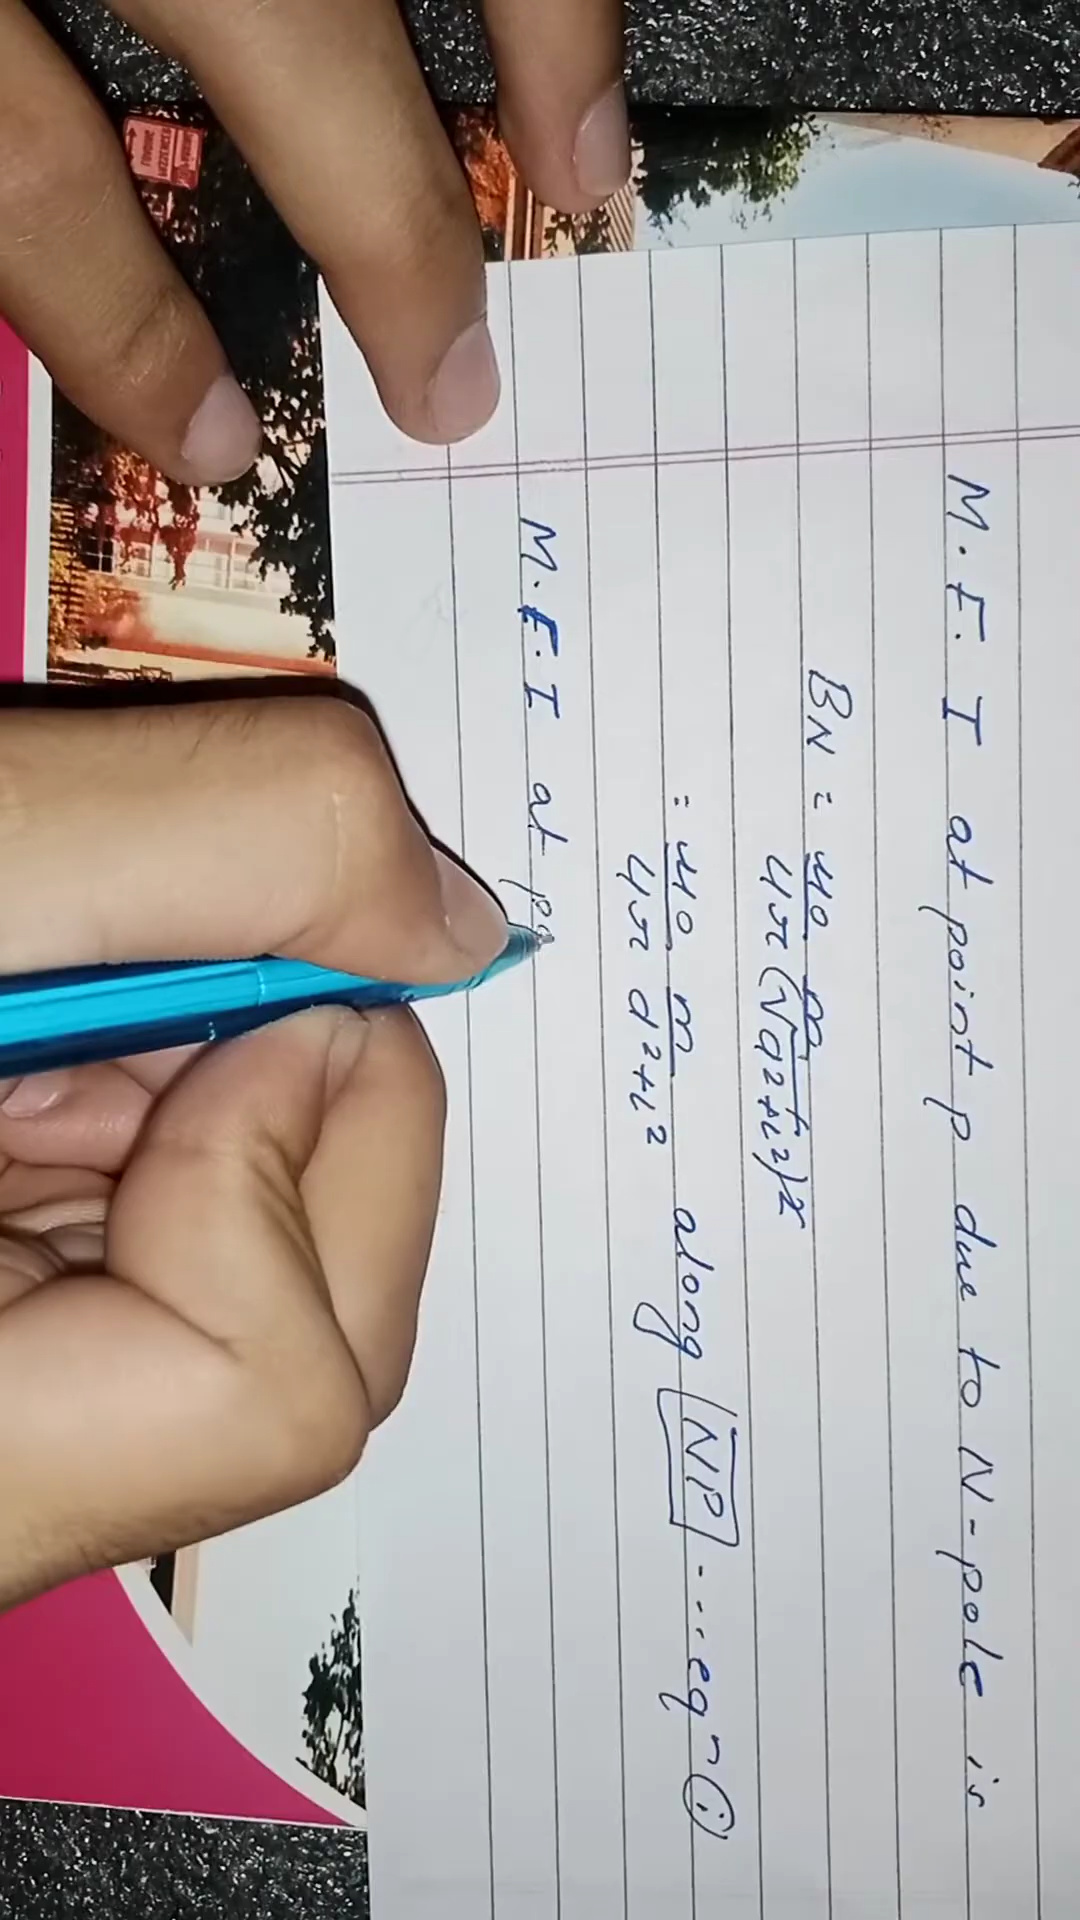 M.F.I at point p due to N-pole is
BN = μ0 m
4π (√a²+l²)²
= μ0 m along NP ....eqn (i)
4π a²+l²
M.F.I at po